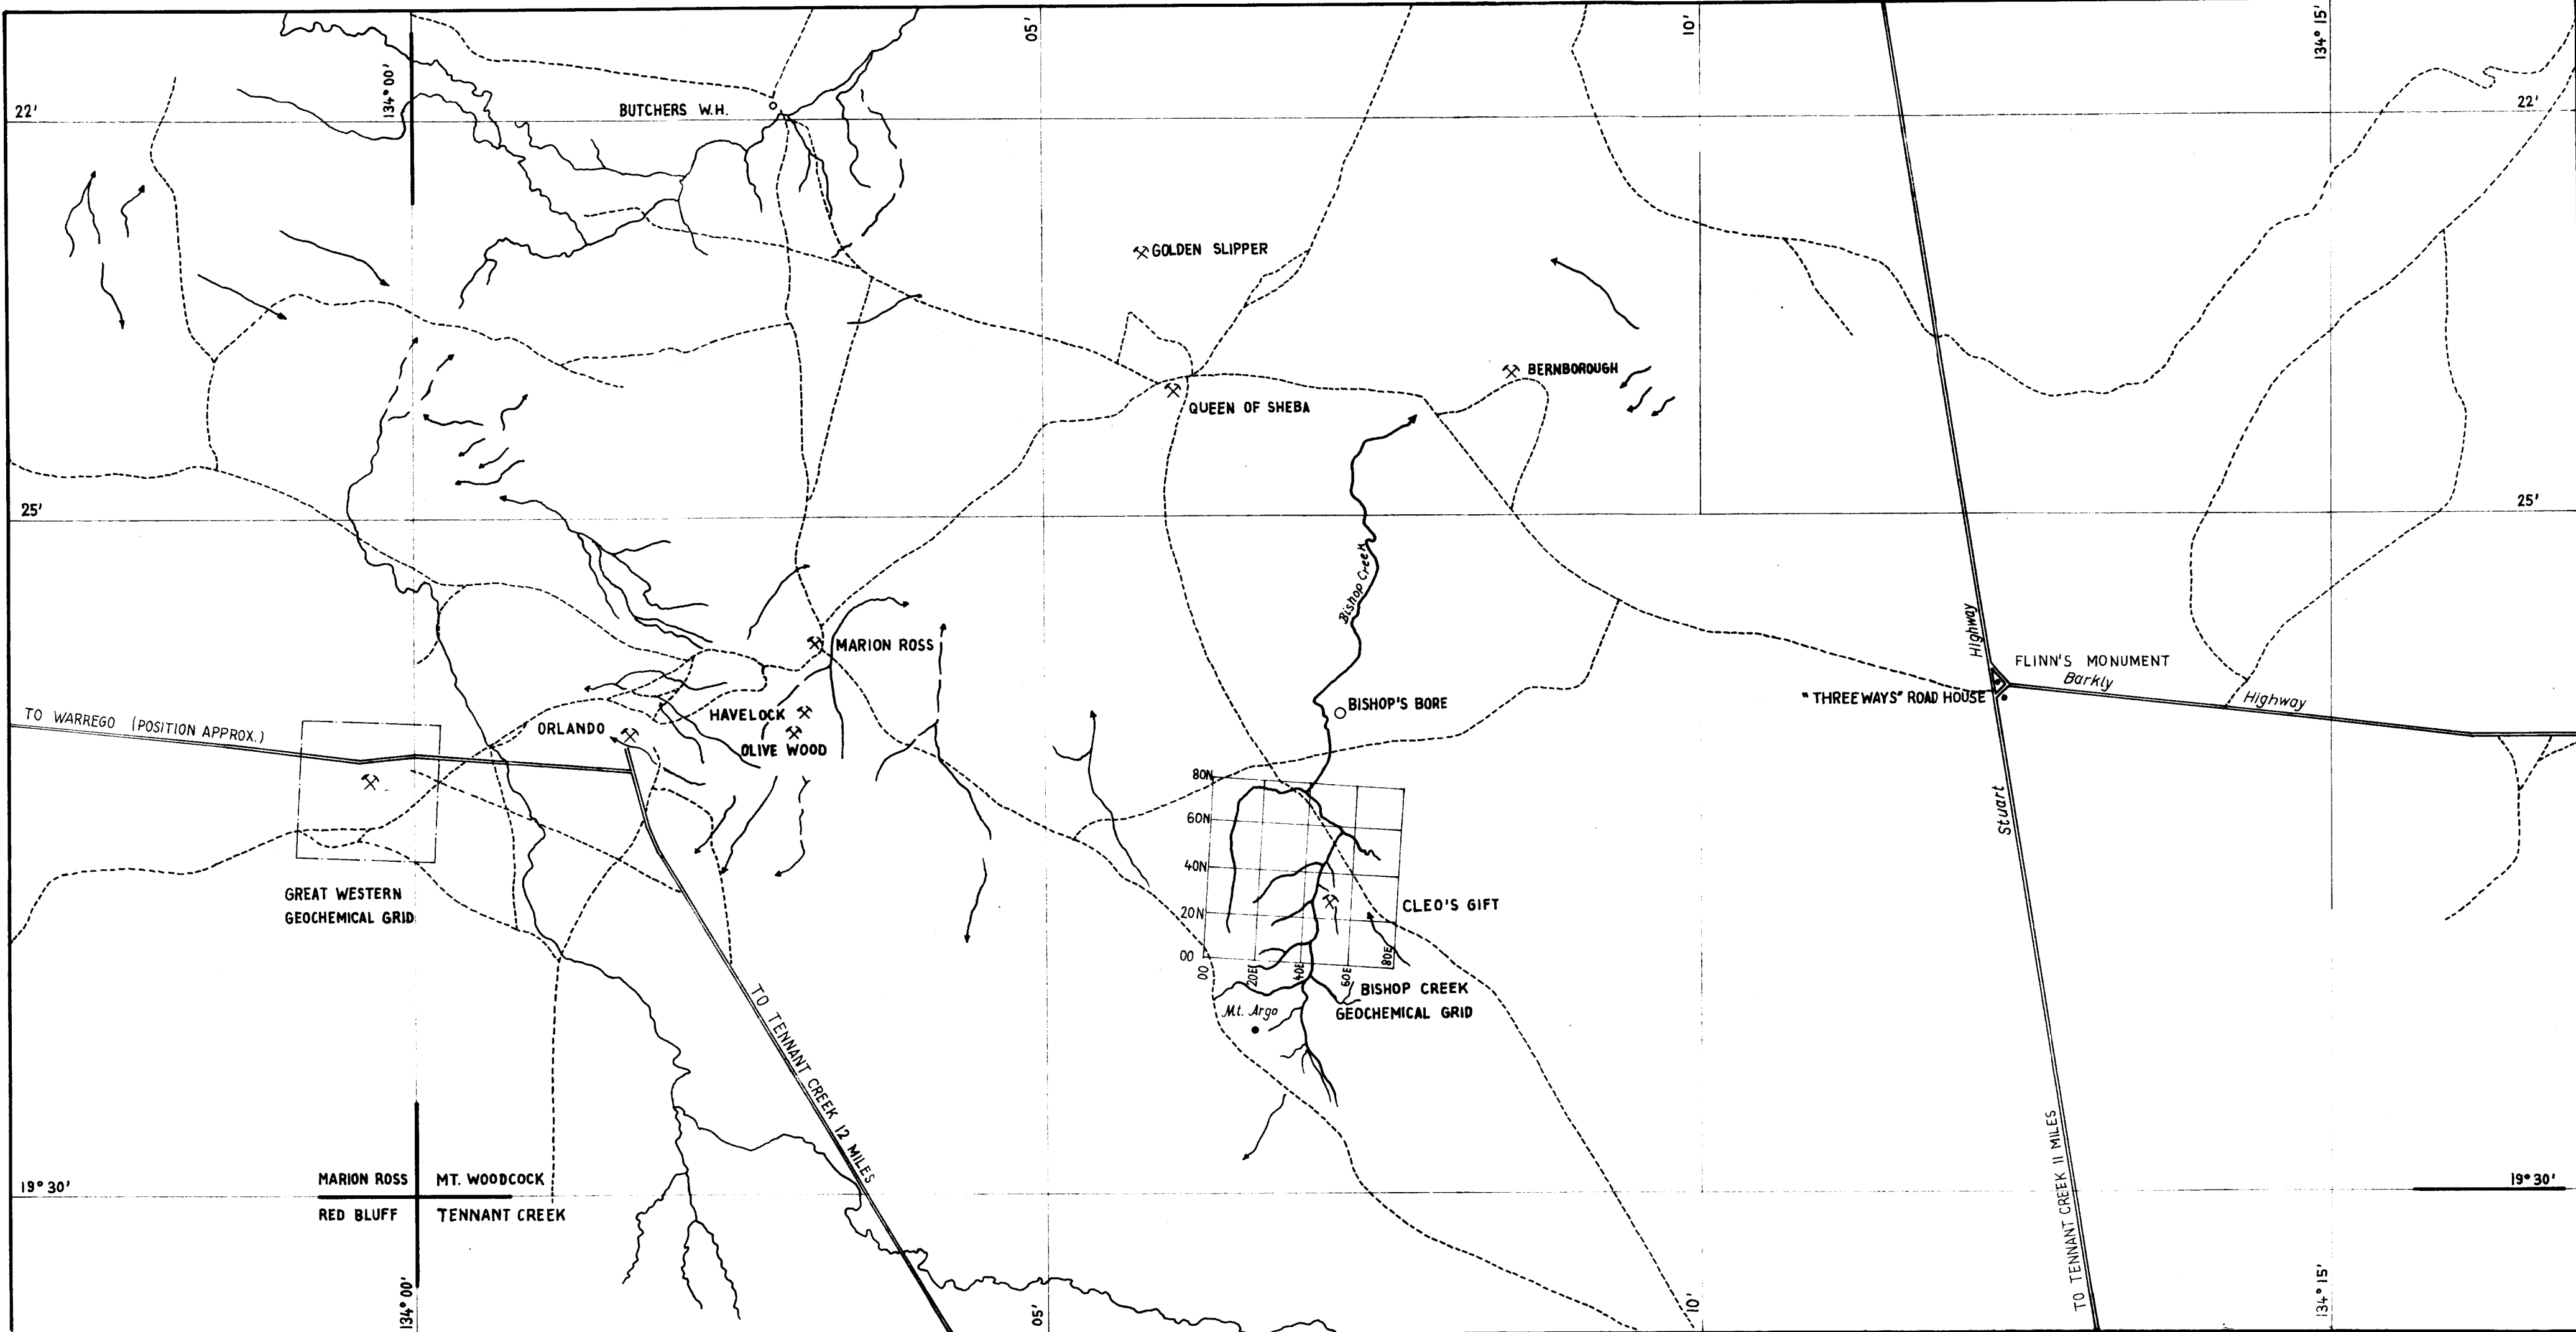 134°00'
05'
10'
134°15'
22'
BUTCHERS W.H.
22'
GOLDEN SLIPPER
BERNBOROUGH
QUEEN OF SHEBA
25'
25'
Bishop Creek
MARION ROSS
Highway
FLINN'S MONUMENT
Barkly
"THREEWAYS" ROAD HOUSE
Highway
BISHOP'S BORE
HAVELOCK
ORLANDO
OLIVE WOOD
TO WARREGO (POSITION APPROX.)
80N
60N
40N
20N
00
00
20E
40E
60E
80E
Stuart
GREAT WESTERN
GEOCHEMICAL GRID
CLEO'S GIFT
BISHOP CREEK
GEOCHEMICAL GRID
Mt. Argo
TO TENNANT CREEK 12 MILES
TO TENNANT CREEK 11 MILES
MARION ROSS
MT. WOODCOCK
19°30'
19°30'
RED BLUFF
TENNANT CREEK
134°00'
05'
10'
134°15'